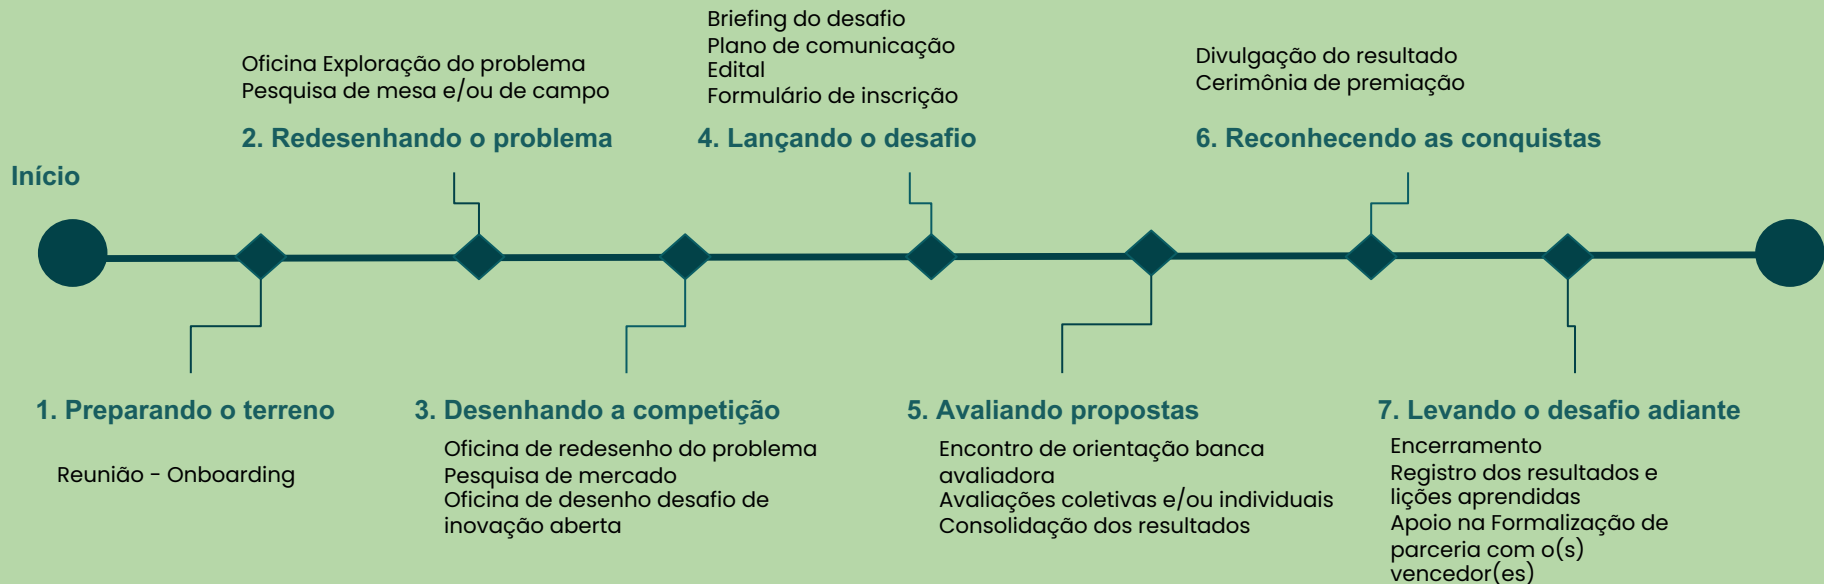 Início
1. Preparando o terreno
Reunião - Onboarding
Oficina Exploração do problema
Pesquisa de mesa e/ou de campo
2. Redesenhando o problema
3. Desenhando a competição
Oficina de redesenho do problema
Pesquisa de mercado
Oficina de desenho desafio de
inovação aberta
Briefing do desafio
Plano de comunicação
Edital
Formulário de inscrição
4. Lançando o desafio
5. Avaliando propostas
Encontro de orientação banca
avaliadora
Avaliações coletivas e/ou individuais
Consolidação dos resultados
Divulgação do resultado
Cerimônia de premiação
6. Reconhecendo as conquistas
7. Levando o desafio adiante
Encerramento
Registro dos resultados e
lições aprendidas
Apoio na Formalização de
parceria com o(s)
vencedor(es)